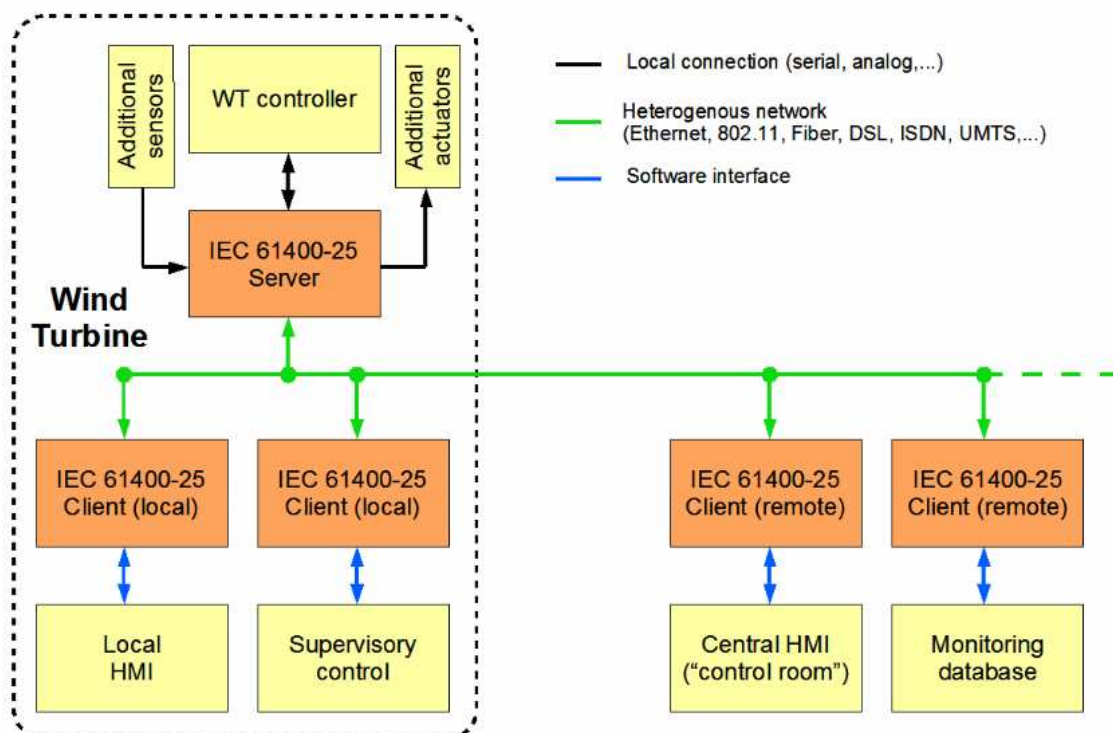 Additional
sensors
WT controller
Additional
actuators
Local connection (serial, analog,...)
Heterogenous network
(Ethernet, 802.11, Fiber, DSL, ISDN, UMTS,...)
Software interface
IEC 61400-25
Server
Wind
Turbine
IEC 61400-25
Client (local)
IEC 61400-25
Client (local)
IEC 61400-25
Client (remote)
IEC 61400-25
Client (remote)
Local
HMI
Supervisory
control
Central HMI
(“control room”)
Monitoring
database